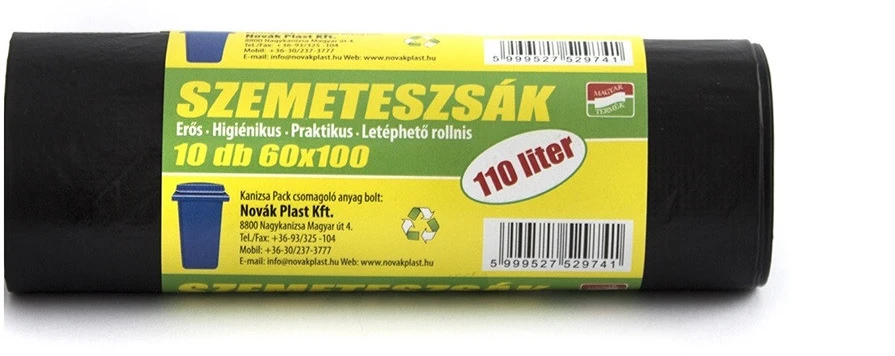 Novák Plast Kft.
8800 Nagykanizsa Magyar út 4.
Tel./Fax: +36-93/325 -104
Mobil: +36-30/237-3777
E-mail: info@novakplast.hu Web: www.novakplast.hu
5 999527 529741
SZEMETESZSÁK
MAGYAR
TERMÉK
Erős · Higiénikus · Praktikus · Letéphető rollnis
10 db 60x100
110 liter
Kanizsa Pack csomagoló anyag bolt:
Novák Plast Kft.
8800 Nagykanizsa Magyar út 4.
Tel./Fax: +36-93/325 -104
Mobil: +36-30/237-3777
E-mail: info@novakplast.hu Web: www.novakplast.hu
5 999527 529741
SZEMETESZSÁK
MAGYAR